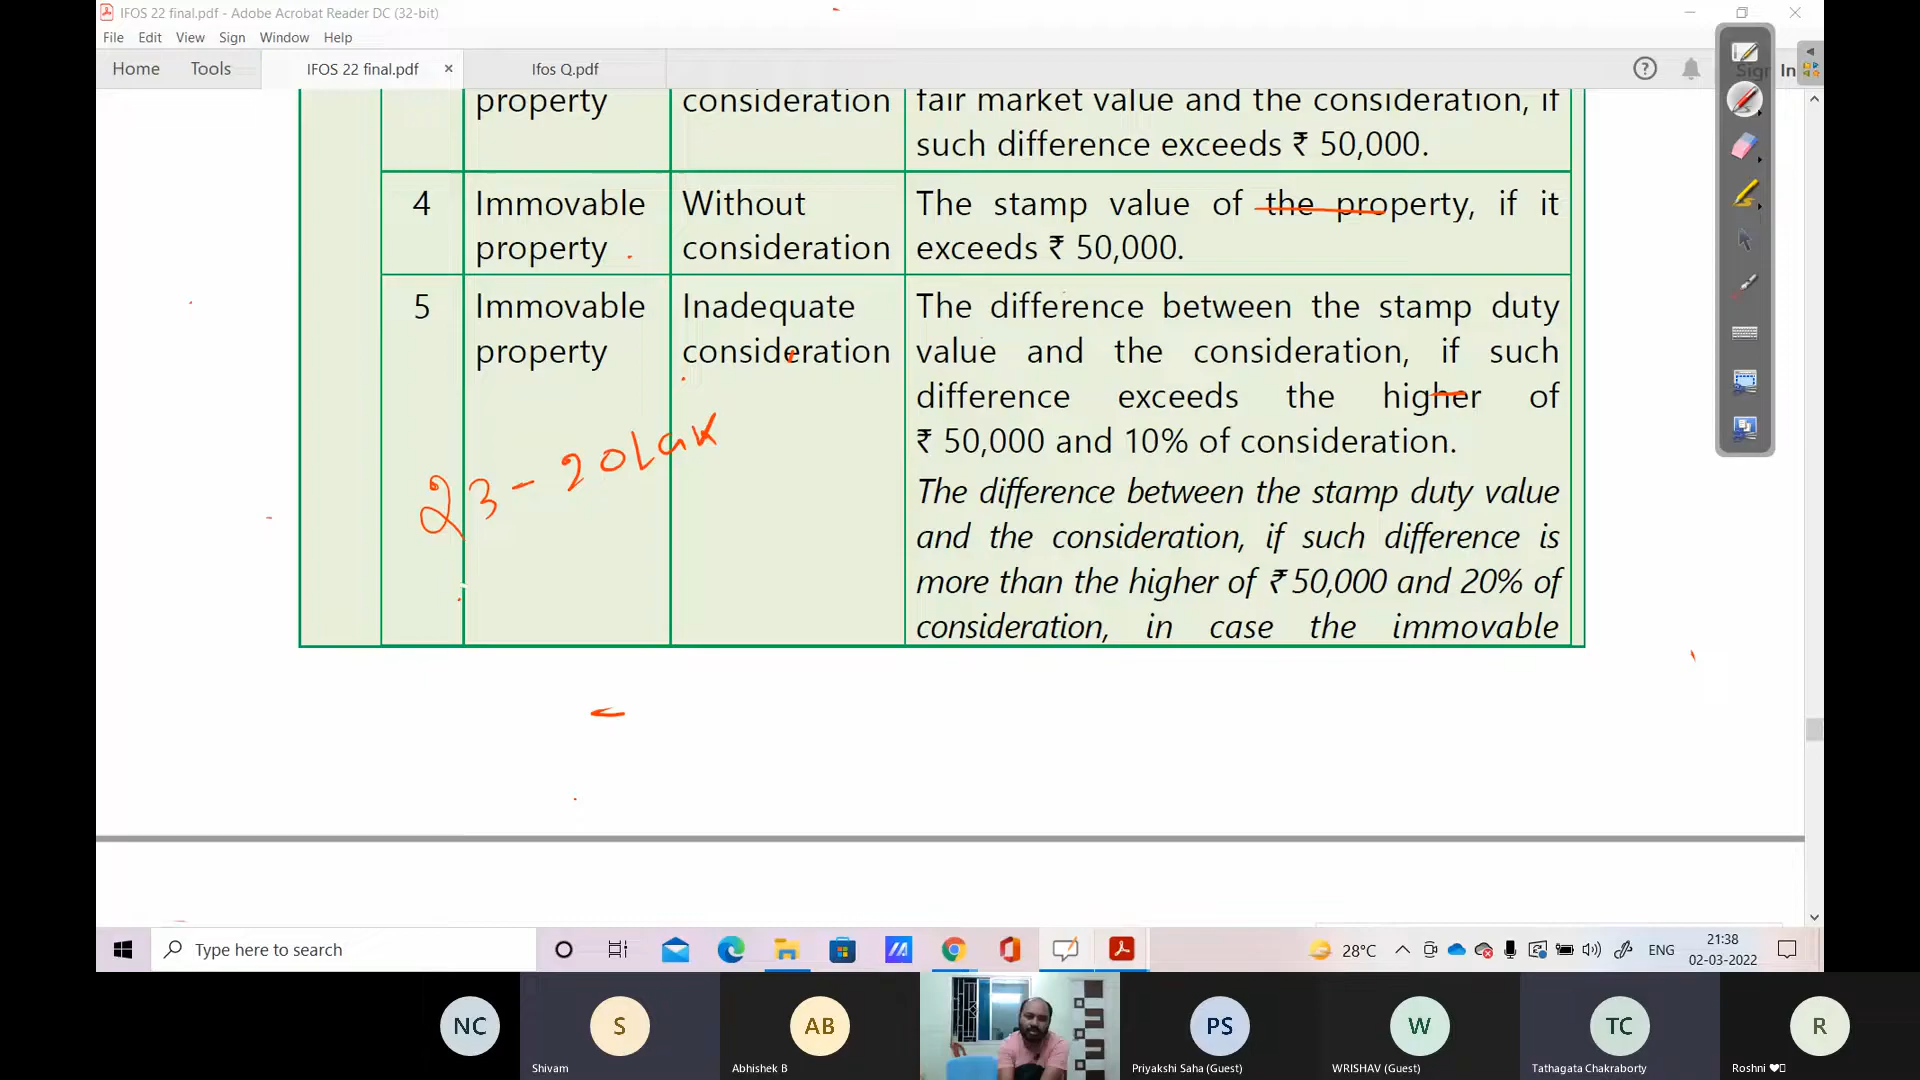 IFOS 22 final.pdf - Adobe Acrobat Reader DC (32-bit)
File Edit View Sign Window Help
Home Tools IFOS 22 final.pdf × Ifos Q.pdf Sign In
property consideration fair market value and the consideration, if
such difference exceeds ₹ 50,000.
4 Immovable Without The stamp value of the property, if it
property consideration exceeds ₹ 50,000.
5 Immovable Inadequate The difference between the stamp duty
property consideration value and the consideration, if such
difference exceeds the higher of
₹ 50,000 and 10% of consideration.
23 - 20Lak
The difference between the stamp duty value
and the consideration, if such difference is
more than the higher of ₹ 50,000 and 20% of
consideration, in case the immovable
Type here to search 28°C ENG 21:38
02-03-2022
NC S AB PS W TC R
Shivam Abhishek B Priyakshi Saha (Guest) WRISHAV (Guest) Tathagata Chakraborty Roshni ❤